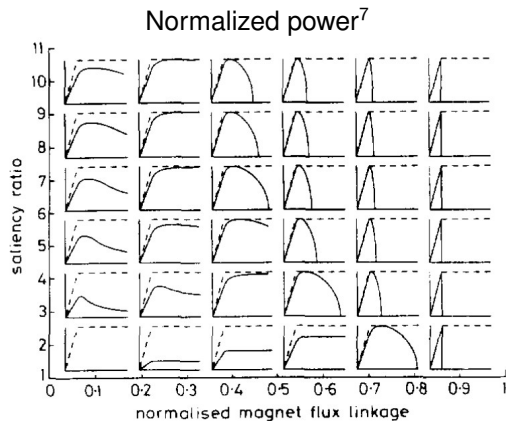 Normalized power7
11
10
9
8
7
6
5
4
3
2
1
saliency ratio
0 0·1 0·2 0·3 0·4 0·5 0·6 0·7 0·8 0·9 1
normalised magnet flux linkage